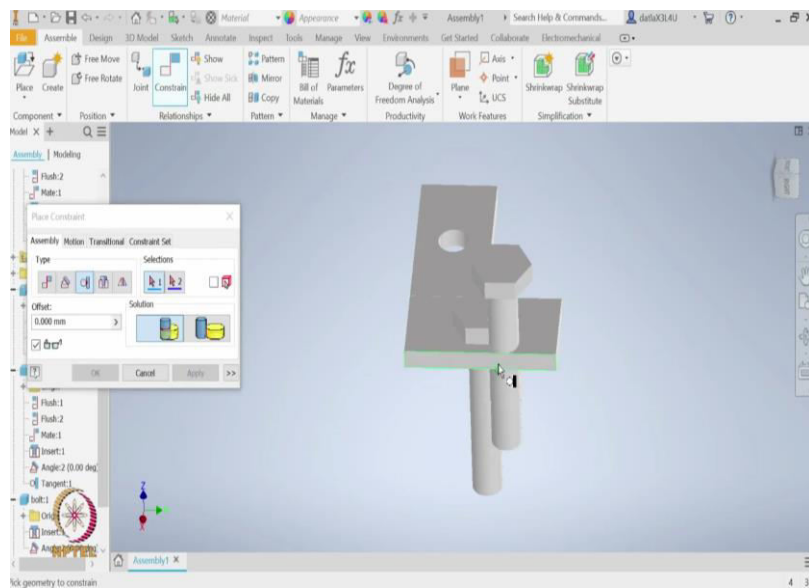 Material
Appearance
Assembly1
Search Help & Commands...
datlaX3L4U
File Assemble Design 3D Model Sketch Annotate Inspect Tools Manage View Environments Get Started Collaborate Electromechanical
Place Create Free Move Free Rotate Joint Constrain Show Show Sick Hide All Pattern Mirror Copy Bill of Materials Parameters Degree of Freedom Analysis Plane Axis Point UCS Shrinkwrap Shrinkwrap Substitute
Component Position Relationships Pattern Manage Productivity Work Features Simplification
Model X +
Assembly | Modeling
Flush:2
Mate:1
Place Constraint
Assembly Motion Transitional Constraint Set
Type Selections
1 2
Offset: Solution
0.000 mm
OK Cancel Apply >>
Flush:1
Flush:2
Mate:1
Insert:1
Angle:2 (0.00 deg
Tangent:1
bolt:1
NPTEL
Z
Assembly1 X
ick geometry to constrain
4